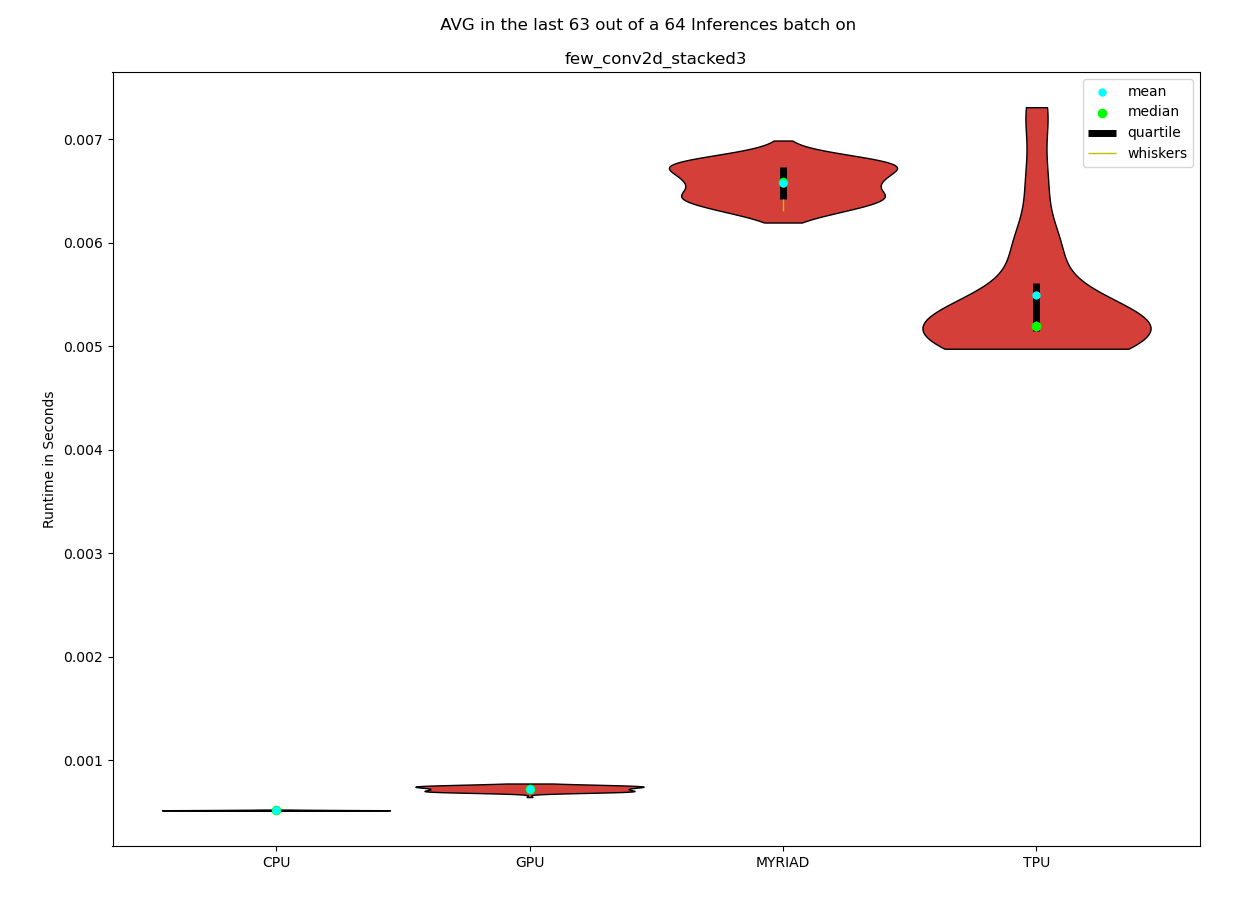 AVG in the last 63 out of a 64 Inferences batch on
few_conv2d_stacked3
mean
median
quartile
whiskers
0.007
0.006
0.005
0.004
0.003
0.002
0.001
Runtime in Seconds
CPU
GPU
MYRIAD
TPU